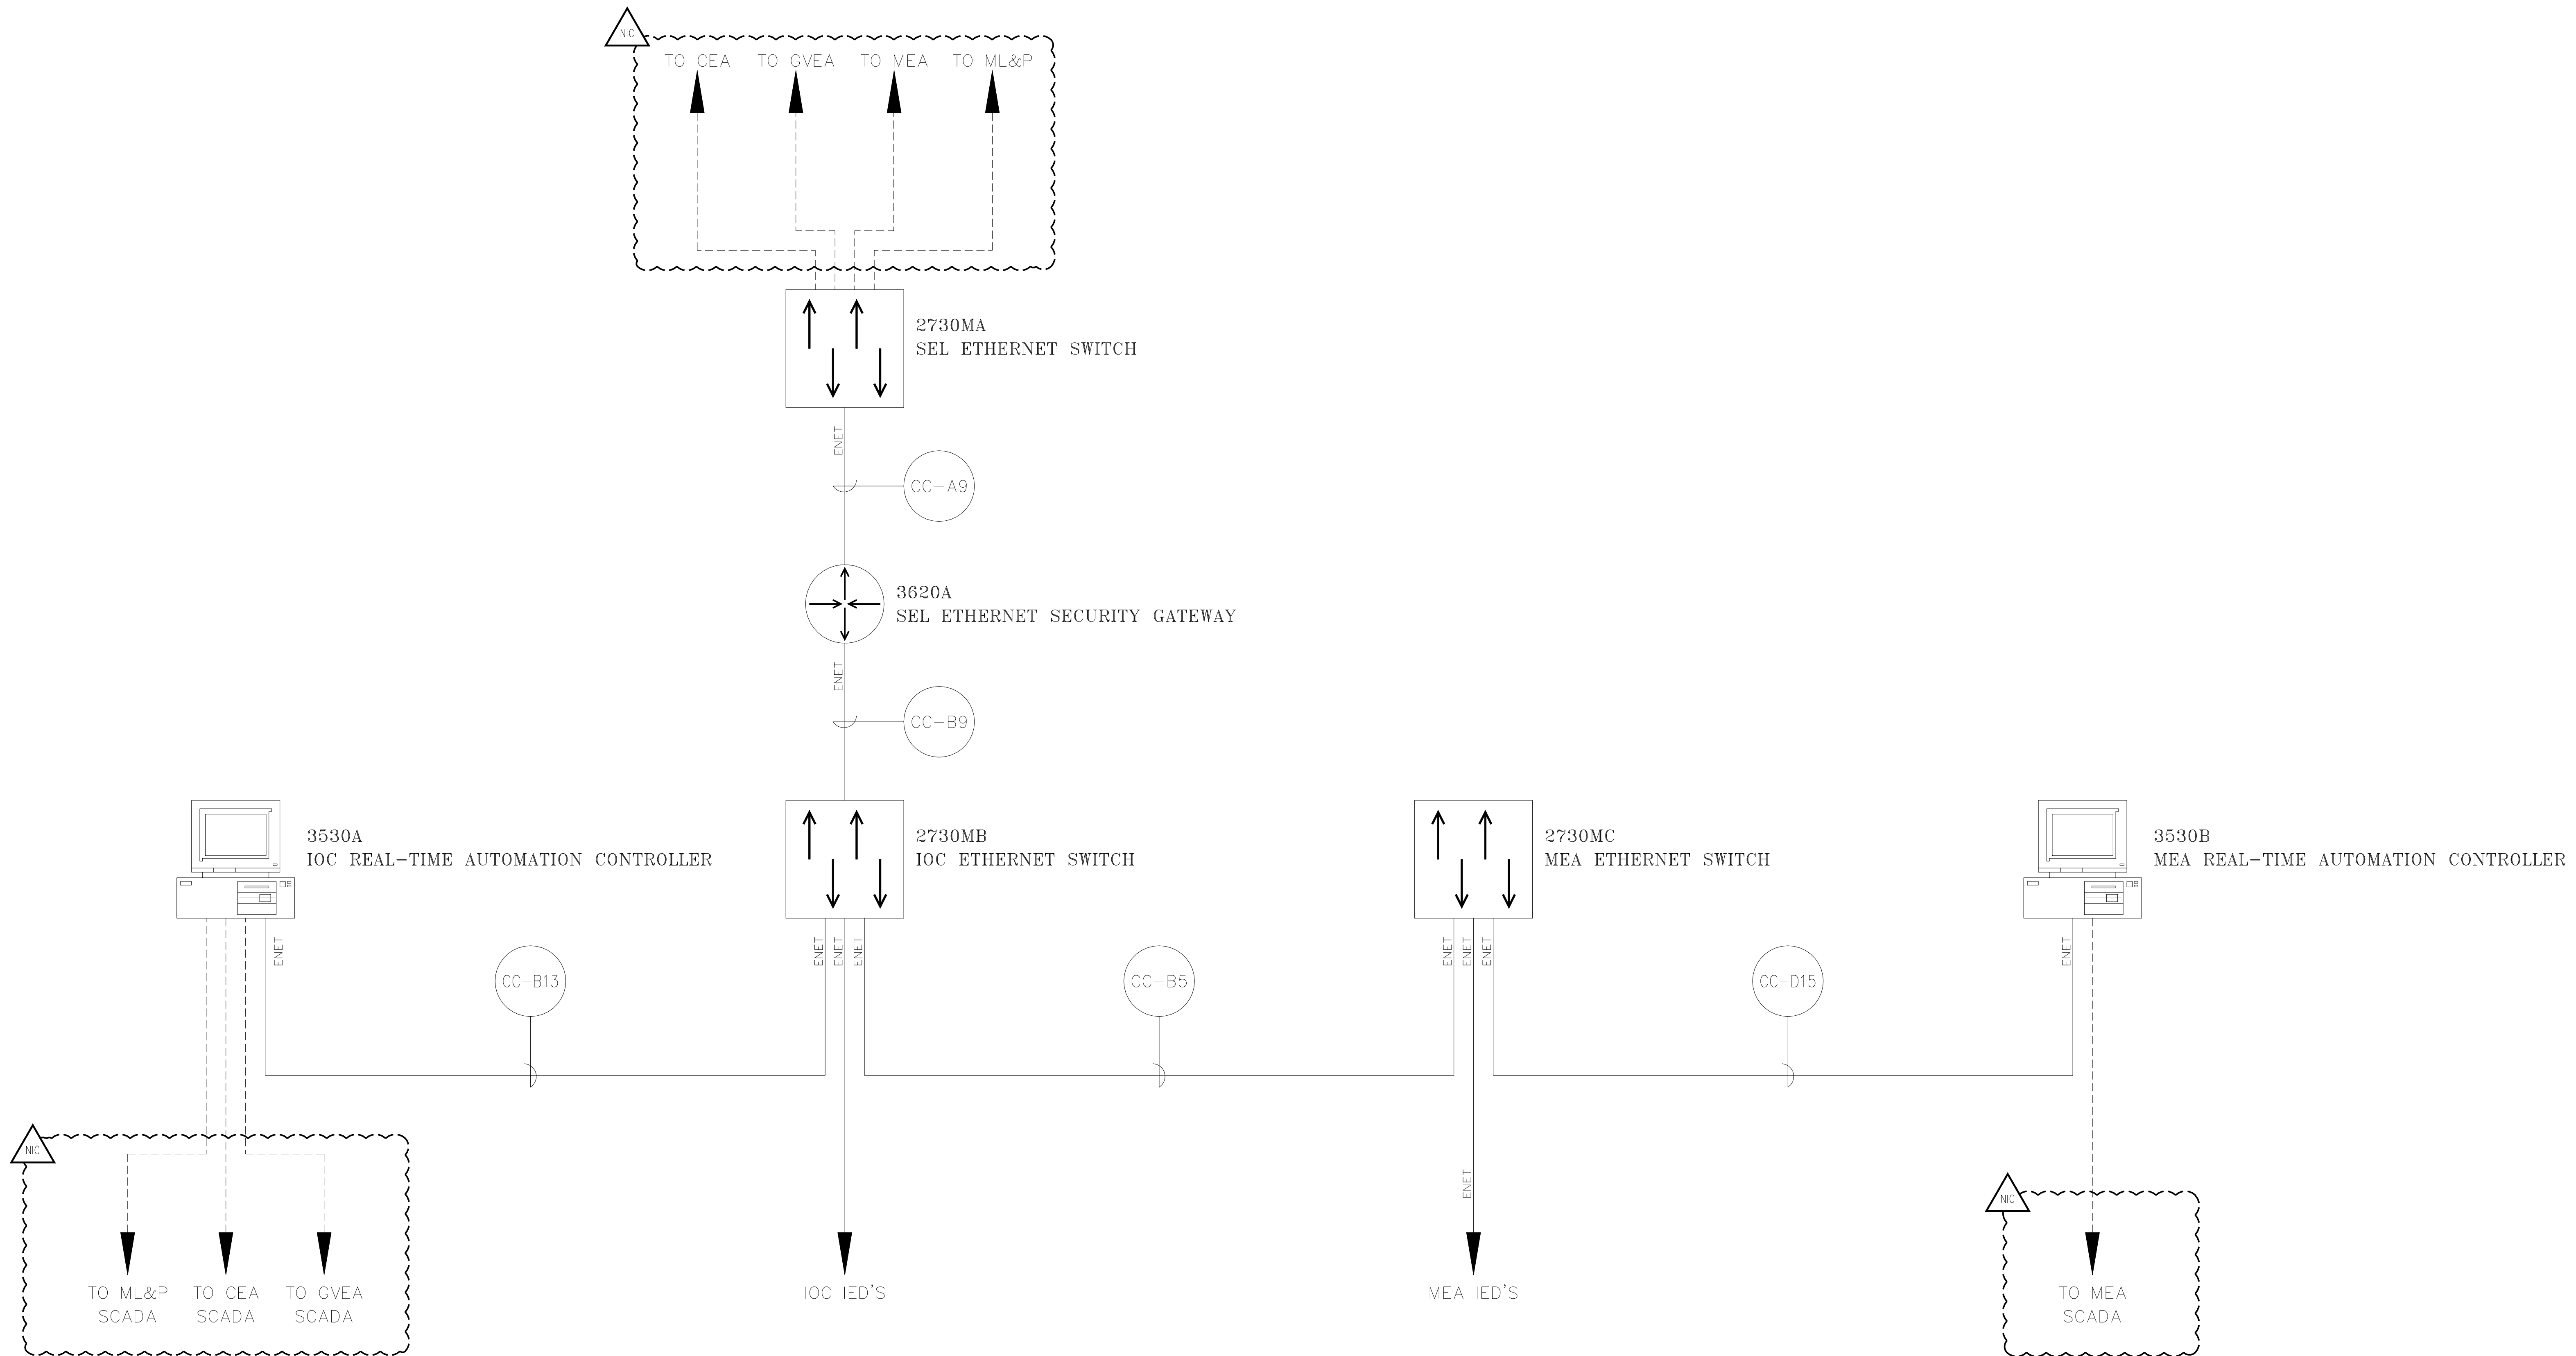 NIC
TO CEA
TO GVEA
TO MEA
TO ML&P
2730MA
SEL ETHERNET SWITCH
ENET
CC-A9
3620A
SEL ETHERNET SECURITY GATEWAY
ENET
CC-B9
3530A
IOC REAL-TIME AUTOMATION CONTROLLER
2730MB
IOC ETHERNET SWITCH
2730MC
MEA ETHERNET SWITCH
3530B
MEA REAL-TIME AUTOMATION CONTROLLER
ENET
ENET
ENET
ENET
ENET
ENET
ENET
ENET
CC-B13
CC-B5
CC-D15
NIC
ENET
NIC
TO ML&P
SCADA
TO CEA
SCADA
TO GVEA
SCADA
IOC IED'S
MEA IED'S
TO MEA
SCADA